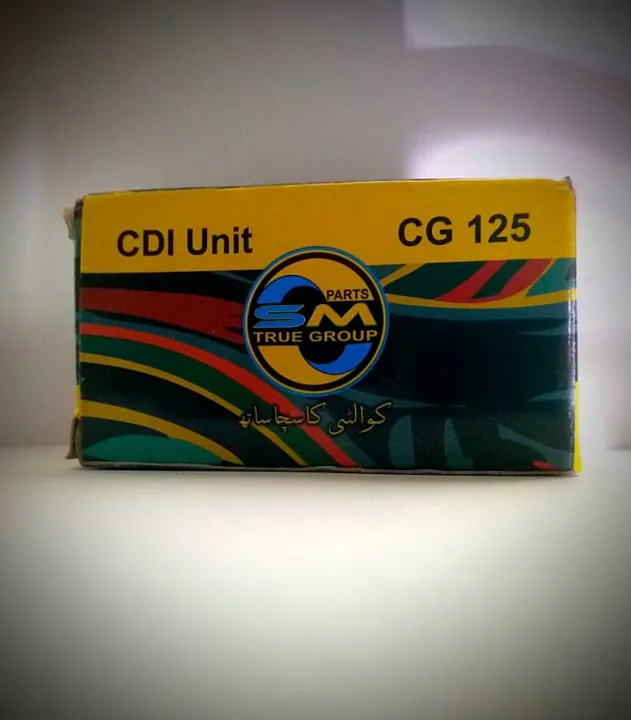 CDI Unit
CG 125
PARTS
SM
TRUE GROUP
کوالٹی کا سچا ساتھ